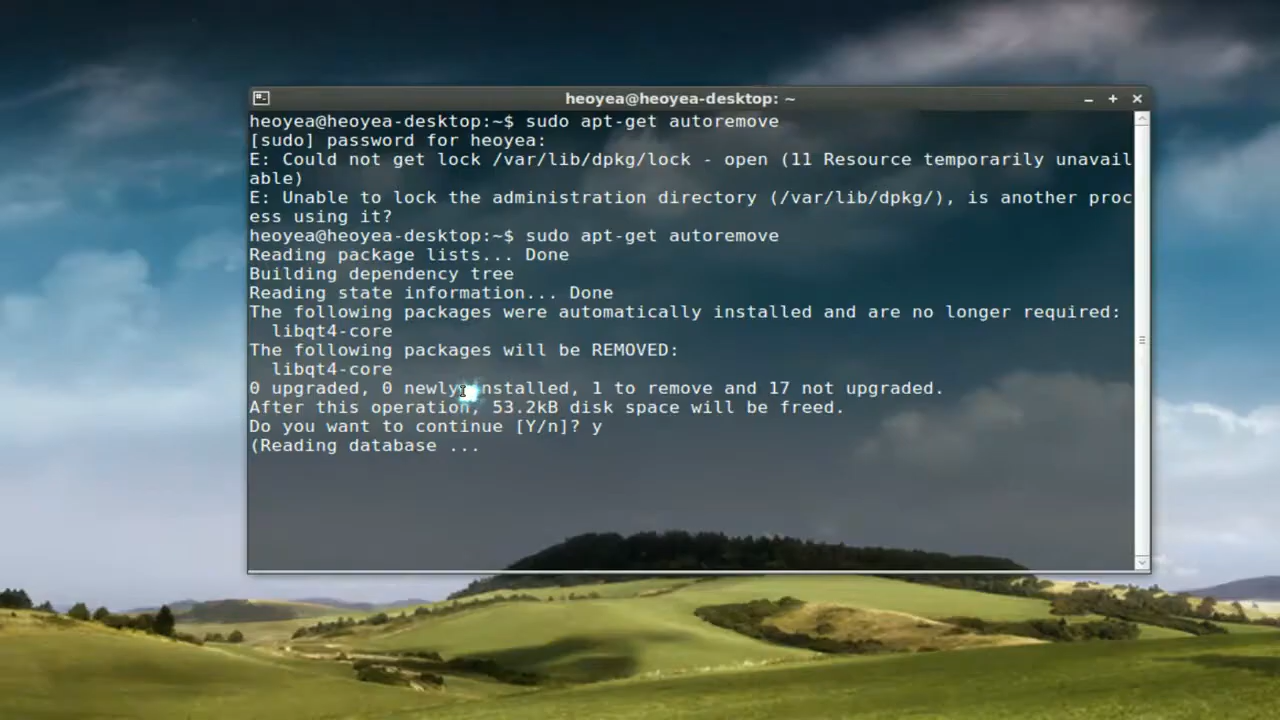 heoyea@heoyea-desktop: ~
heoyea@heoyea-desktop:~$ sudo apt-get autoremove
[sudo] password for heoyea:
E: Could not get lock /var/lib/dpkg/lock - open (11 Resource temporarily unavail
able)
E: Unable to lock the administration directory (/var/lib/dpkg/), is another proc
ess using it?
heoyea@heoyea-desktop:~$ sudo apt-get autoremove
Reading package lists... Done
Building dependency tree
Reading state information... Done
The following packages were automatically installed and are no longer required:
  libqt4-core
The following packages will be REMOVED:
  libqt4-core
0 upgraded, 0 newly installed, 1 to remove and 17 not upgraded.
After this operation, 53.2kB disk space will be freed.
Do you want to continue [Y/n]? y
(Reading database ...